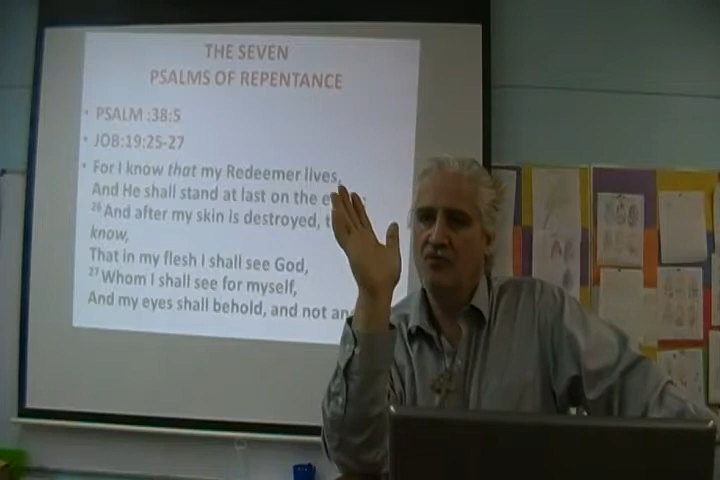 THE SEVEN
PSALMS OF REPENTANCE
• PSALM :38:5
• JOB:19:25-27
• For I know that my Redeemer lives,
And He shall stand at last on the
26 And after my skin is destroyed,
know,
That in my flesh I shall see God,
27 Whom I shall see for myself,
And my eyes shall behold, and not